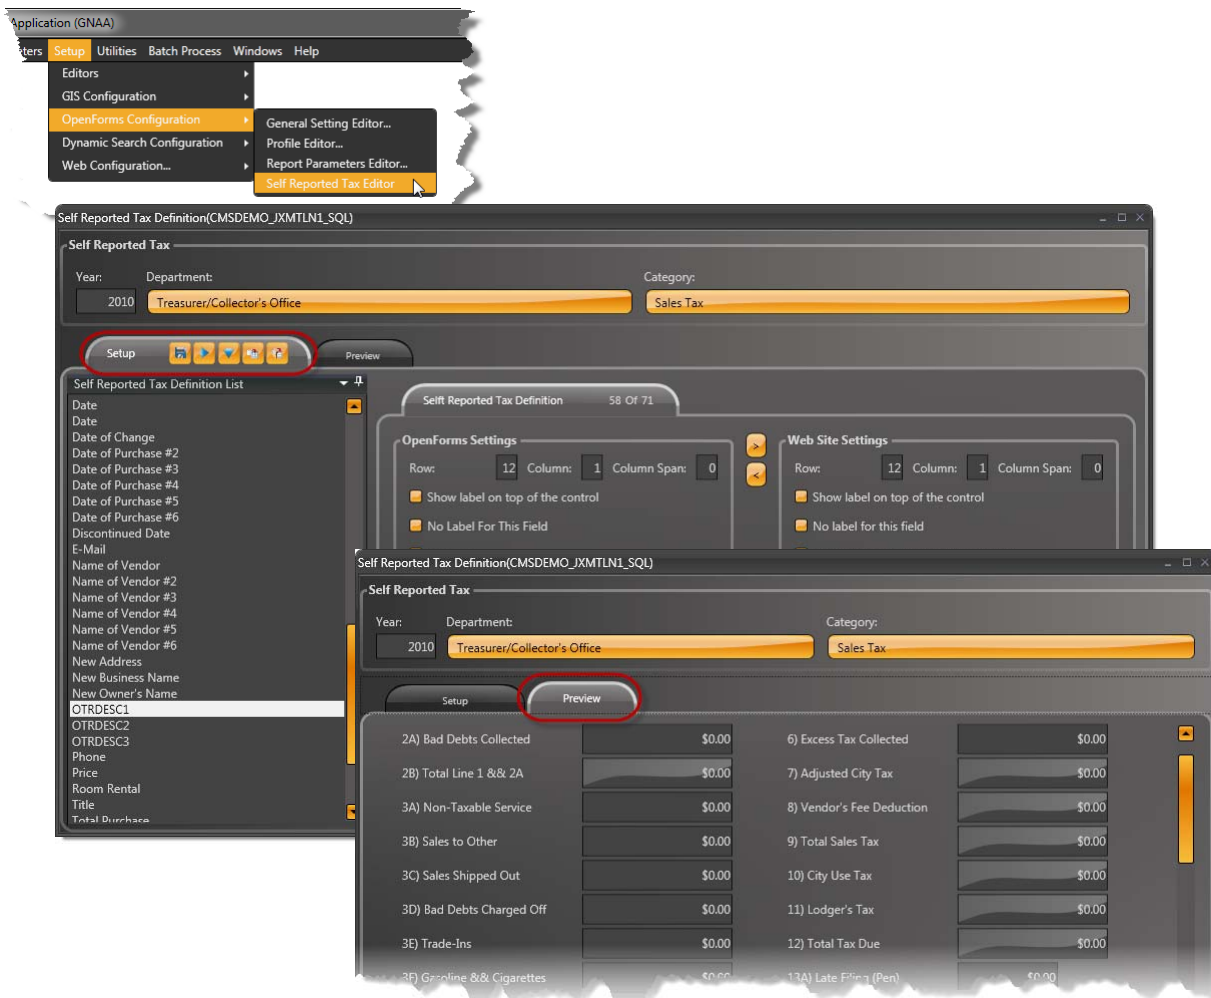 Application (GNAA)
Setup Utilities Batch Process Windows Help
Editors
GIS Configuration
OpenForms Configuration
Dynamic Search Configuration
Web Configuration...
General Setting Editor...
Profile Editor...
Report Parameters Editor...
Self Reported Tax Editor
Self Reported Tax Definition(CMSDEMO_JXMTLN1_SQL)
Self Reported Tax
Year: Department: Category:
2010 Treasurer/Collector's Office Sales Tax
Setup Preview
Self Reported Tax Definition List
Date
Date
Date of Change
Date of Purchase #2
Date of Purchase #3
Date of Purchase #4
Date of Purchase #5
Date of Purchase #6
Discontinued Date
E-Mail
Name of Vendor
Name of Vendor #2
Name of Vendor #3
Name of Vendor #4
Name of Vendor #5
Name of Vendor #6
New Address
New Business Name
New Owner's Name
OTRDESC1
OTRDESC2
OTRDESC3
Phone
Price
Room Rental
Title
Total Purchase
Selft Reported Tax Definition 58 Of 71
OpenForms Settings
Row: 12 Column: 1 Column Span: 0
Show label on top of the control
No Label For This Field
> 
<
Web Site Settings
Row: 12 Column: 1 Column Span: 0
Show label on top of the control
No label for this field
Self Reported Tax Definition(CMSDEMO_JXMTLN1_SQL)
Self Reported Tax
Year: Department: Category:
2010 Treasurer/Collector's Office Sales Tax
Setup Preview
2A) Bad Debts Collected $0.00 6) Excess Tax Collected $0.00
2B) Total Line 1 && 2A $0.00 7) Adjusted City Tax $0.00
3A) Non-Taxable Service $0.00 8) Vendor's Fee Deduction $0.00
3B) Sales to Other $0.00 9) Total Sales Tax $0.00
3C) Sales Shipped Out $0.00 10) City Use Tax $0.00
3D) Bad Debts Charged Off $0.00 11) Lodger's Tax $0.00
3E) Trade-Ins $0.00 12) Total Tax Due $0.00
3F) Gasoline && Cigarettes $0.00 13A) Late Filing (Pen) $0.00